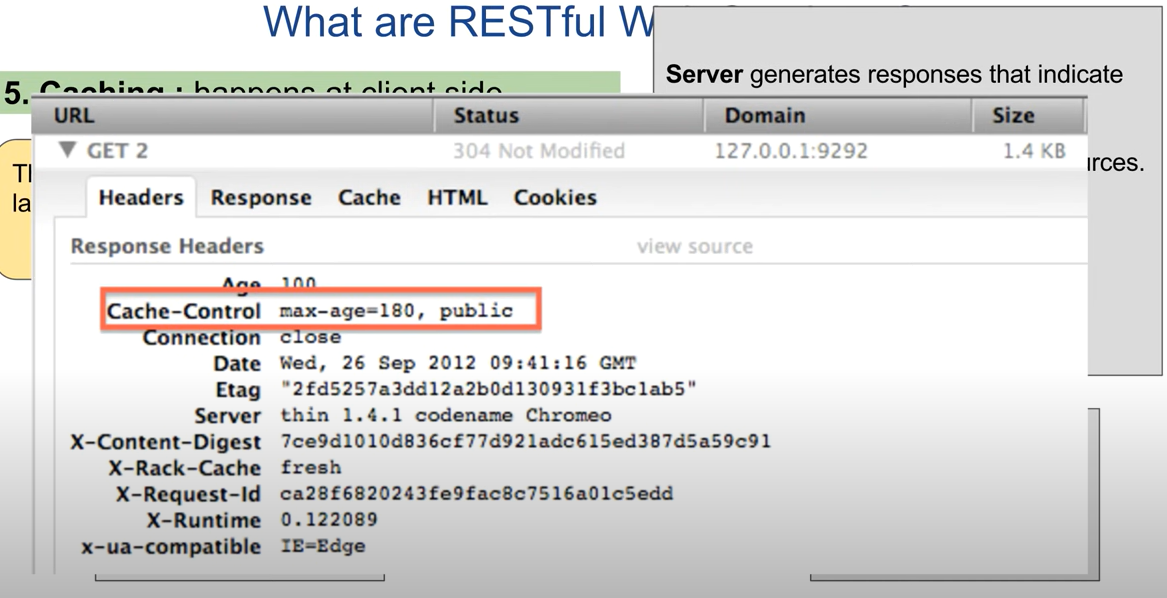 What are RESTful W
Server generates responses that indicate
5. Caching : happens at client side
URL Status Domain Size
GET 2 304 Not Modified 127.0.0.1:9292 1.4 KB
Headers Response Cache HTML Cookies
Response Headers view source
Age 100
Cache-Control max-age=180, public
Connection close
Date Wed, 26 Sep 2012 09:41:16 GMT
Etag "2fd5257a3dd12a2b0d130931f3bc1ab5"
Server thin 1.4.1 codename Chromeo
X-Content-Digest 7ce9d1010d836cf77d921adc615ed387d5a59c91
X-Rack-Cache fresh
X-Request-Id ca28f6820243fe9fac8c7516a01c5edd
X-Runtime 0.122089
x-ua-compatible IE=Edge